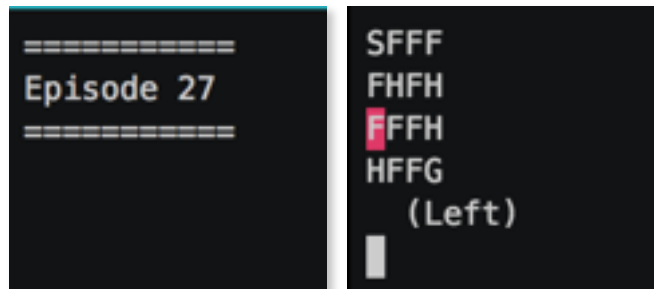 ===========
Episode 27
===========
SFFF
FHFH
FFFH
HFFG
(Left)